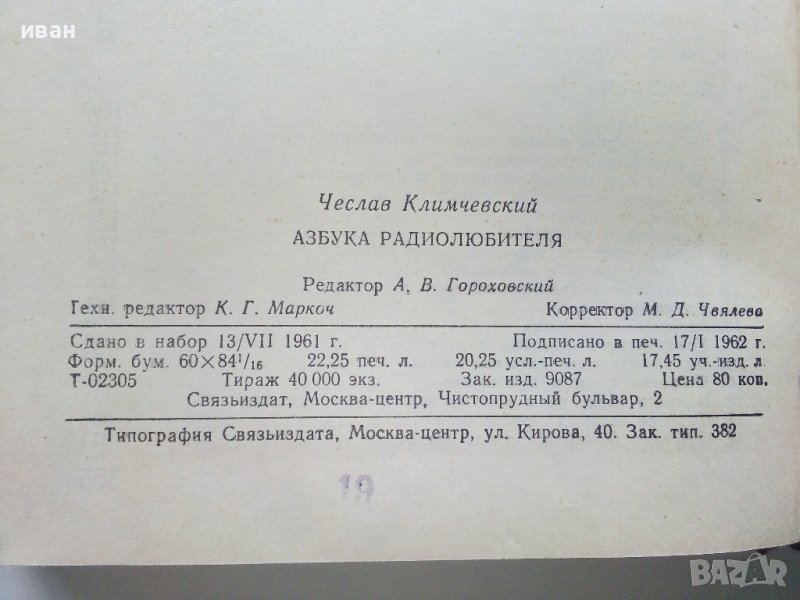 иван
Чеслав Климчевский
АЗБУКА РАДИОЛЮБИТЕЛЯ
Редактор А. В. Гороховский
Техн. редактор К. Г. Маркоч Корректор М. Д. Чвялева
Сдано в набор 13/VII 1961 г. Подписано в печ. 17/I 1962 г.
Форм. бум. 60×84¹/₁₆ 22,25 печ. л. 20,25 усл.-печ. л. 17,45 уч.-изд. л
Т-02305 Тираж 40 000 экз. Зак. изд. 9087 Цена 80 коп.
Связьиздат, Москва-центр, Чистопрудный бульвар, 2
Типография Связьиздата, Москва-центр, ул. Кирова, 40. Зак. тип. 382
BAZAR